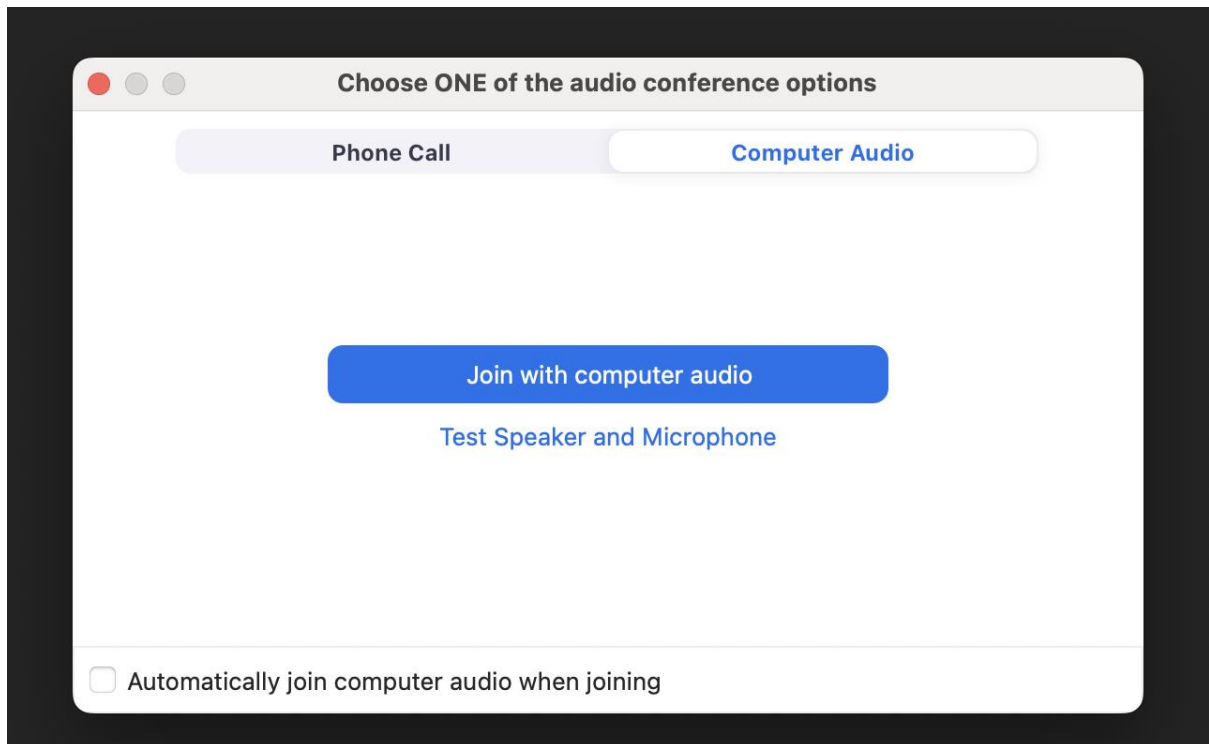 Choose ONE of the audio conference options
Phone Call
Computer Audio
Join with computer audio
Test Speaker and Microphone
Automatically join computer audio when joining